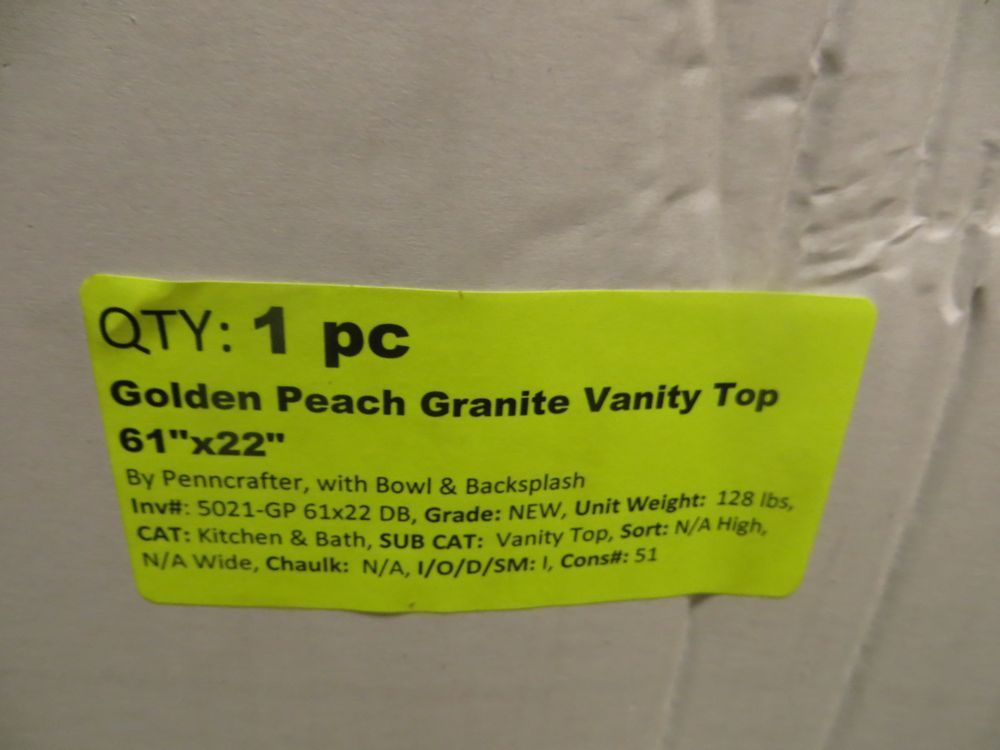 QTY: 1 pc
Golden Peach Granite Vanity Top
61"x22"
By Penncrafter, with Bowl & Backsplash
Inv#: 5021-GP 61x22 DB, Grade: NEW, Unit Weight: 128 lbs,
CAT: Kitchen & Bath, SUB CAT: Vanity Top, Sort: N/A High,
N/A Wide, Chaulk: N/A, I/O/D/SM: I, Cons#: 51